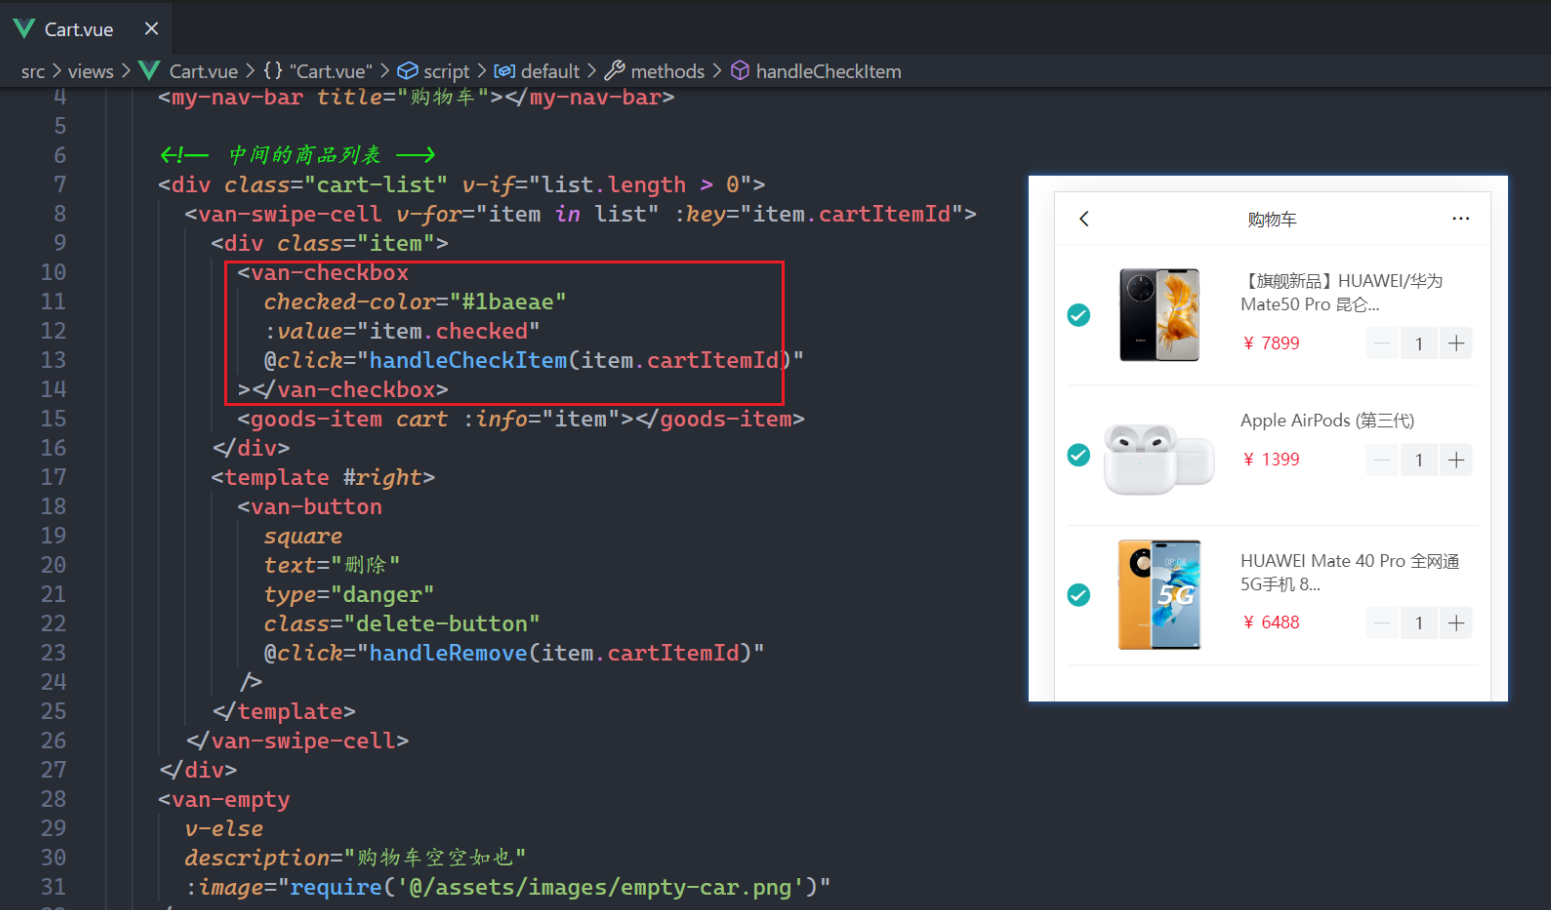 Cart.vue
src > views > Cart.vue > {} "Cart.vue" > script > default > methods > handleCheckItem
4 <my-nav-bar title="购物车"></my-nav-bar>
5
6 <!-- 中间的商品列表 -->
7 <div class="cart-list" v-if="list.length > 0">
8 <van-swipe-cell v-for="item in list" :key="item.cartItemId">
9 <div class="item">
10 <van-checkbox
11 checked-color="#1baeae"
12 :value="item.checked"
13 @click="handleCheckItem(item.cartItemId)"
14 ></van-checkbox>
15 <goods-item cart :info="item"></goods-item>
16 </div>
17 <template #right>
18 <van-button
19 square
20 text="删除"
21 type="danger"
22 class="delete-button"
23 @click="handleRemove(item.cartItemId)"
24 />
25 </template>
26 </van-swipe-cell>
27 </div>
28 <van-empty
29 v-else
30 description="购物车空空如也"
31 :image="require('@/assets/images/empty-car.png')"
购物车
【旗舰新品】HUAWEI/华为
Mate50 Pro 昆仑...
¥ 7899
1
Apple AirPods (第三代)
¥ 1399
1
HUAWEI Mate 40 Pro 全网通
5G手机 8...
08:08
5G
¥ 6488
1